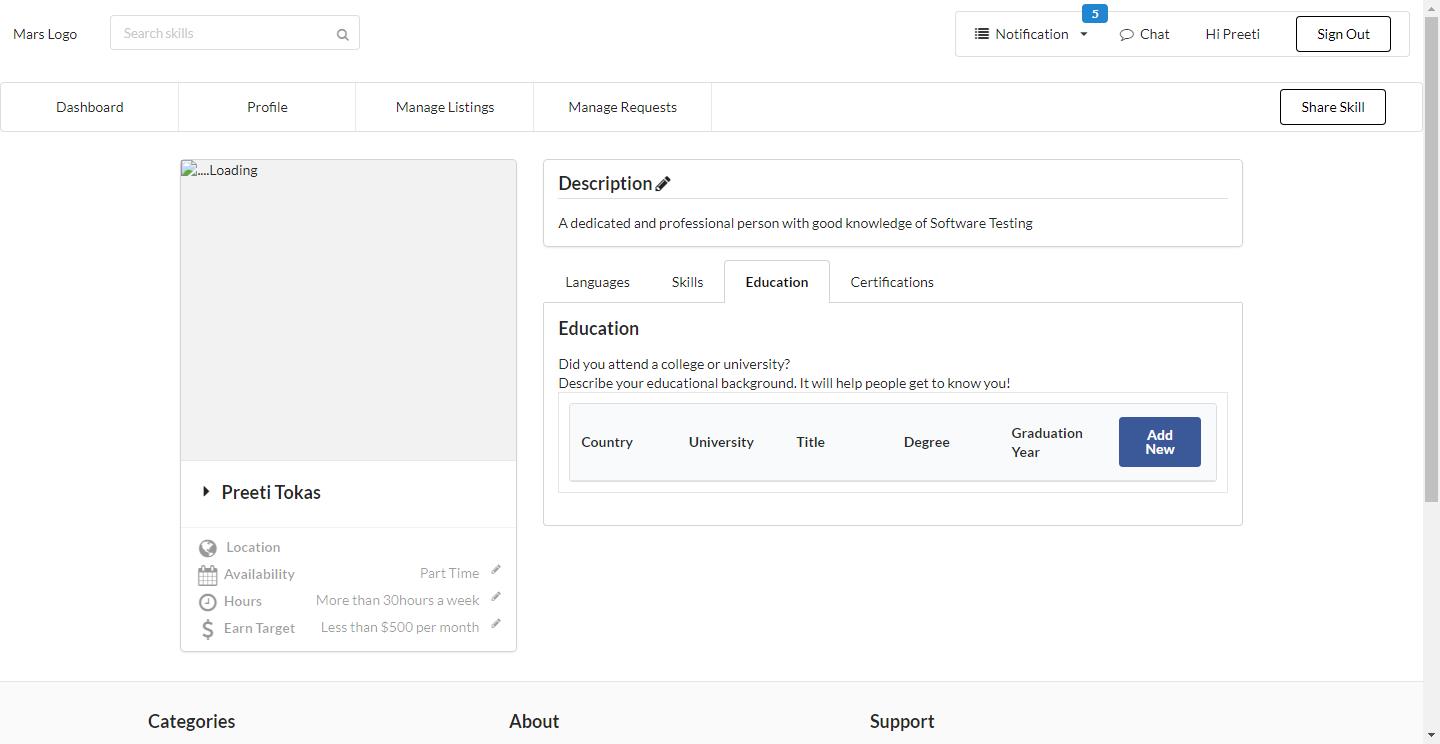 Mars Logo
Search skills
5
Notification
Chat
Hi Preeti
Sign Out
Dashboard
Profile
Manage Listings
Manage Requests
Share Skill
....Loading
Description
A dedicated and professional person with good knowledge of Software Testing
Languages
Skills
Education
Certifications
Education
Did you attend a college or university?
Describe your educational background. It will help people get to know you!
Country
University
Title
Degree
Graduation
Year
Add
New
Preeti Tokas
Location
Availability
Part Time
Hours
More than 30hours a week
Earn Target
Less than $500 per month
Categories
About
Support